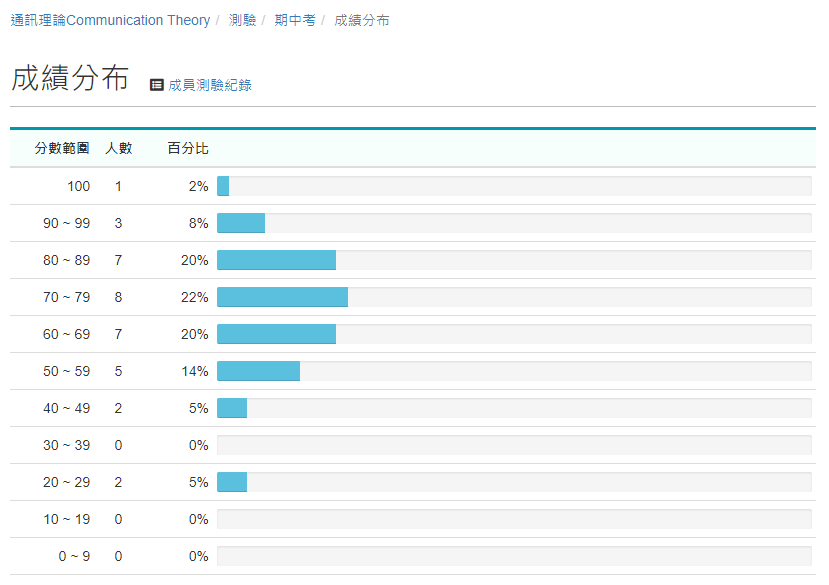 通訊理論Communication Theory / 測驗 / 期中考 / 成績分布
成績分布 成員測驗紀錄
分數範圍 人數 百分比
100 1 2%
90 ~ 99 3 8%
80 ~ 89 7 20%
70 ~ 79 8 22%
60 ~ 69 7 20%
50 ~ 59 5 14%
40 ~ 49 2 5%
30 ~ 39 0 0%
20 ~ 29 2 5%
10 ~ 19 0 0%
0 ~ 9 0 0%